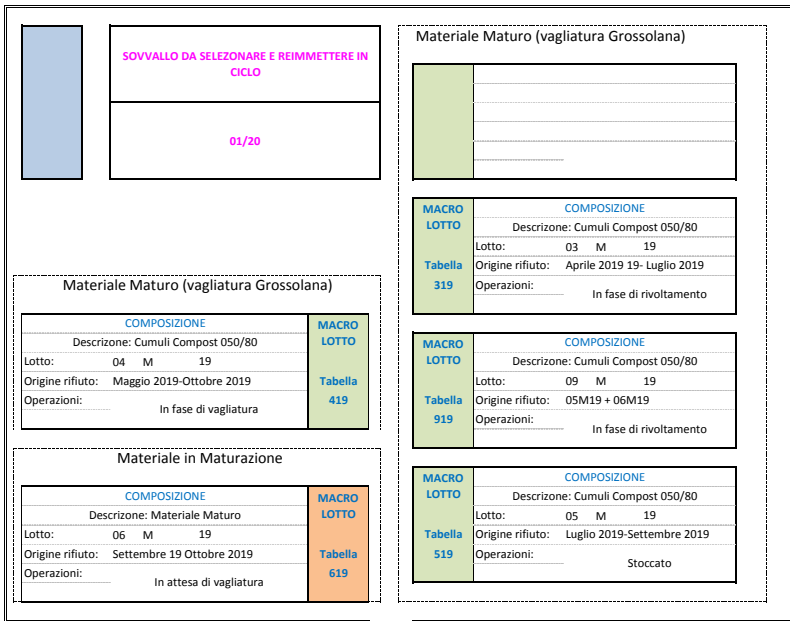 SOVVALLO DA SELEZONARE E REIMMETTERE IN
CICLO
01/20
Materiale Maturo (vagliatura Grossolana)
COMPOSIZIONE
Descrizone: Cumuli Compost 050/80
Lotto: 04 M 19
Origine rifiuto: Maggio 2019-Ottobre 2019
Operazioni:
In fase di vagliatura
MACRO
LOTTO
Tabella
419
Materiale in Maturazione
COMPOSIZIONE
Descrizone: Materiale Maturo
Lotto: 06 M 19
Origine rifiuto: Settembre 19 Ottobre 2019
Operazioni:
In attesa di vagliatura
MACRO
LOTTO
Tabella
619
Materiale Maturo (vagliatura Grossolana)
MACRO
LOTTO
Tabella
319
COMPOSIZIONE
Descrizone: Cumuli Compost 050/80
Lotto: 03 M 19
Origine rifiuto: Aprile 2019 19- Luglio 2019
Operazioni:
In fase di rivoltamento
MACRO
LOTTO
Tabella
919
COMPOSIZIONE
Descrizone: Cumuli Compost 050/80
Lotto: 09 M 19
Origine rifiuto: 05M19 + 06M19
Operazioni:
In fase di rivoltamento
MACRO
LOTTO
Tabella
519
COMPOSIZIONE
Descrizone: Cumuli Compost 050/80
Lotto: 05 M 19
Origine rifiuto: Luglio 2019-Settembre 2019
Operazioni:
Stoccato